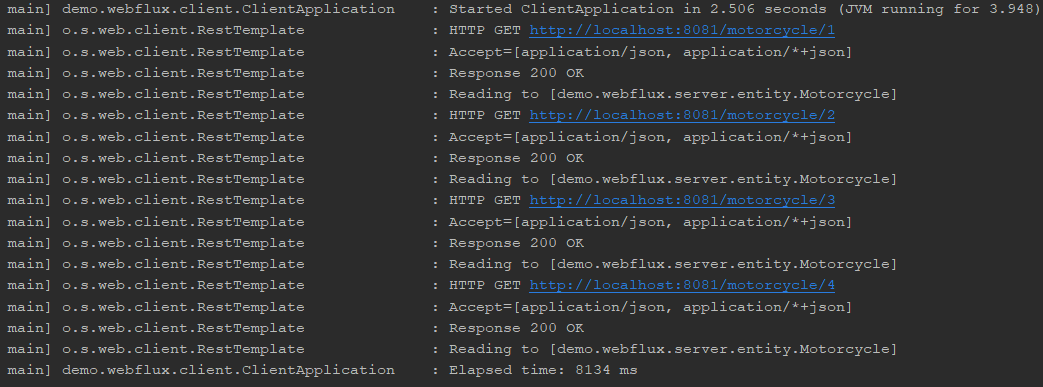 main] demo.webflux.client.ClientApplication : Started ClientApplication in 2.506 seconds (JVM running for 3.948)
main] o.s.web.client.RestTemplate : HTTP GET http://localhost:8081/motorcycle/1
main] o.s.web.client.RestTemplate : Accept=[application/json, application/*+json]
main] o.s.web.client.RestTemplate : Response 200 OK
main] o.s.web.client.RestTemplate : Reading to [demo.webflux.server.entity.Motorcycle]
main] o.s.web.client.RestTemplate : HTTP GET http://localhost:8081/motorcycle/2
main] o.s.web.client.RestTemplate : Accept=[application/json, application/*+json]
main] o.s.web.client.RestTemplate : Response 200 OK
main] o.s.web.client.RestTemplate : Reading to [demo.webflux.server.entity.Motorcycle]
main] o.s.web.client.RestTemplate : HTTP GET http://localhost:8081/motorcycle/3
main] o.s.web.client.RestTemplate : Accept=[application/json, application/*+json]
main] o.s.web.client.RestTemplate : Response 200 OK
main] o.s.web.client.RestTemplate : Reading to [demo.webflux.server.entity.Motorcycle]
main] o.s.web.client.RestTemplate : HTTP GET http://localhost:8081/motorcycle/4
main] o.s.web.client.RestTemplate : Accept=[application/json, application/*+json]
main] o.s.web.client.RestTemplate : Response 200 OK
main] o.s.web.client.RestTemplate : Reading to [demo.webflux.server.entity.Motorcycle]
main] demo.webflux.client.ClientApplication : Elapsed time: 8134 ms